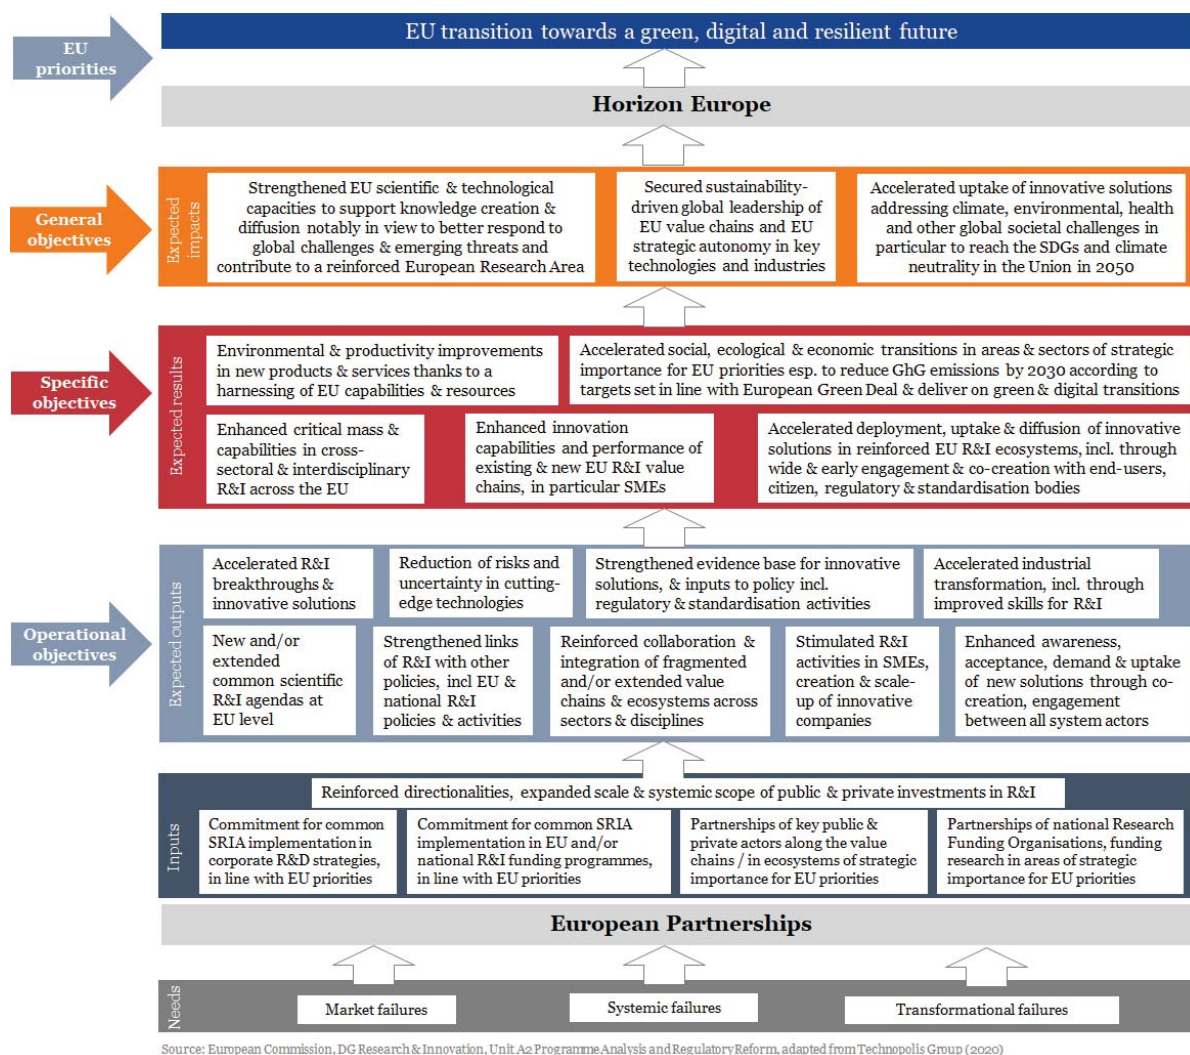 EU
priorities
EU transition towards a green, digital and resilient future
Horizon Europe
General
objectives
Expected
impacts
Strengthened EU scientific & technological
capacities to support knowledge creation &
diffusion notably in view to better respond to
global challenges & emerging threats and
contribute to a reinforced European Research Area
Secured sustainability-
driven global leadership of
EU value chains and EU
strategic autonomy in key
technologies and industries
Accelerated uptake of innovative solutions
addressing climate, environmental, health
and other global societal challenges in
particular to reach the SDGs and climate
neutrality in the Union in 2050
Specific
objectives
Expected results
Environmental & productivity improvements
in new products & services thanks to a
harnessing of EU capabilities & resources
Accelerated social, ecological & economic transitions in areas & sectors of strategic
importance for EU priorities esp. to reduce GhG emissions by 2030 according to
targets set in line with European Green Deal & deliver on green & digital transitions
Enhanced critical mass &
capabilities in cross-
sectoral & interdisciplinary
R&I across the EU
Enhanced innovation
capabilities and performance of
existing & new EU R&I value
chains, in particular SMEs
Accelerated deployment, uptake & diffusion of innovative
solutions in reinforced EU R&I ecosystems, incl. through
wide & early engagement & co-creation with end-users,
citizen, regulatory & standardisation bodies
Operational
objectives
Expected outputs
Accelerated R&I
breakthroughs &
innovative solutions
Reduction of risks and
uncertainty in cutting-
edge technologies
Strengthened evidence base for innovative
solutions, & inputs to policy incl.
regulatory & standardisation activities
Accelerated industrial
transformation, incl. through
improved skills for R&I
New and/or
extended
common scientific
R&I agendas at
EU level
Strengthened links
of R&I with other
policies, incl EU &
national R&I
policies & activities
Reinforced collaboration &
integration of fragmented
and/or extended value
chains & ecosystems across
sectors & disciplines
Stimulated R&I
activities in SMEs,
creation & scale-
up of innovative
companies
Enhanced awareness,
acceptance, demand & uptake
of new solutions through co-
creation, engagement
between all system actors
Inputs
Reinforced directionalities, expanded scale & systemic scope of public & private investments in R&I
Commitment for common
SRIA implementation in
corporate R&D strategies,
in line with EU priorities
Commitment for common SRIA
implementation in EU and/or
national R&I funding programmes,
in line with EU priorities
Partnerships of key public &
private actors along the value
chains / in ecosystems of strategic
importance for EU priorities
Partnerships of national Research
Funding Organisations, funding
research in areas of strategic
importance for EU priorities
European Partnerships
Needs
Market failures
Systemic failures
Transformational failures
Source: European Commission, DG Research & Innovation, Unit A2 Programme Analysis and Regulatory Reform, adapted from Technopolis Group (2020)